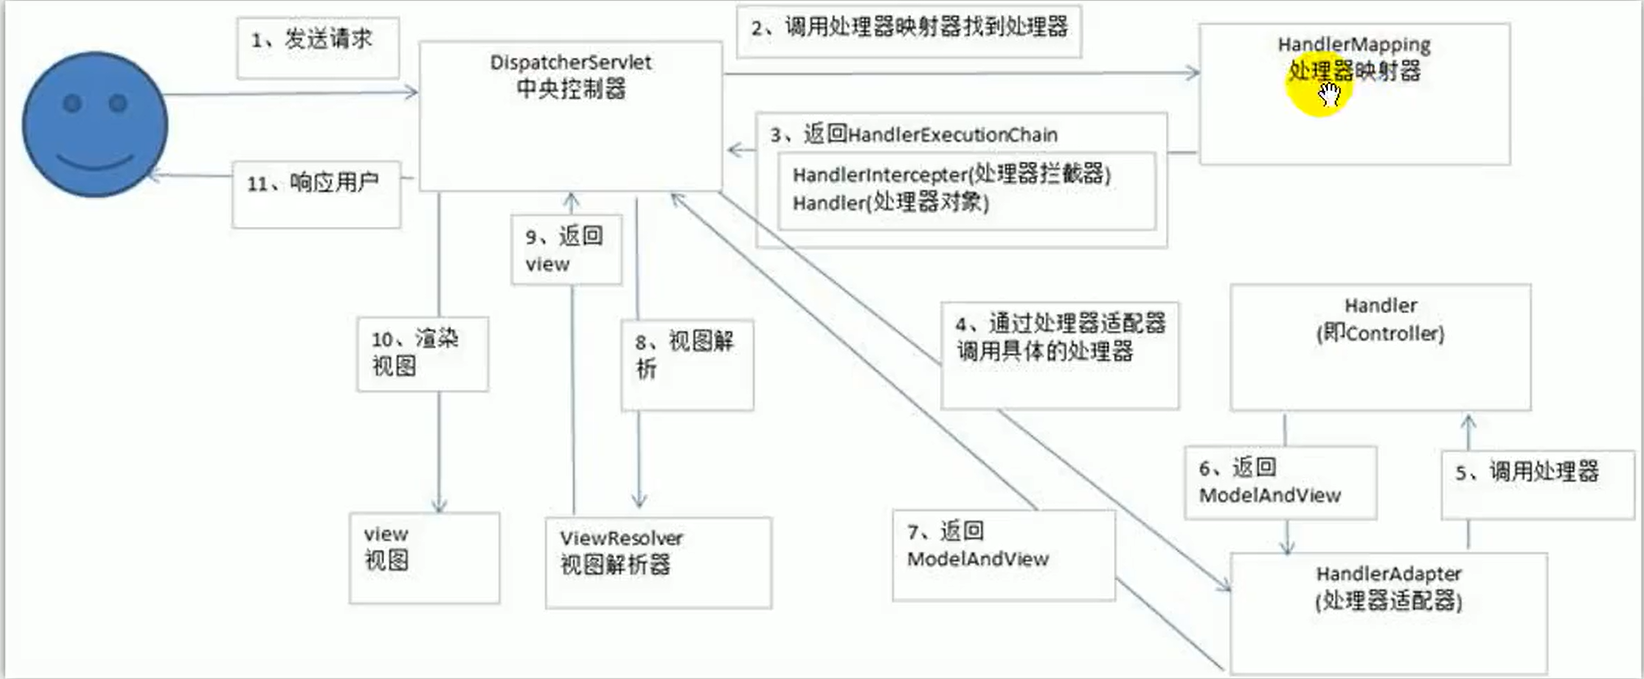 1、发送请求
DispatcherServlet
中央控制器
2、调用处理器映射器找到处理器
HandlerMapping
处理器映射器
3、返回HandlerExecutionChain
HandlerIntercepter(处理器拦截器)
Handler(处理器对象)
11、响应用户
9、返回
view
10、渲染
视图
8、视图解
析
4、通过处理器适配器
调用具体的处理器
Handler
(即Controller)
6、返回
ModelAndView
5、调用处理器
7、返回
ModelAndView
view
视图
ViewResolver
视图解析器
HandlerAdapter
(处理器适配器)